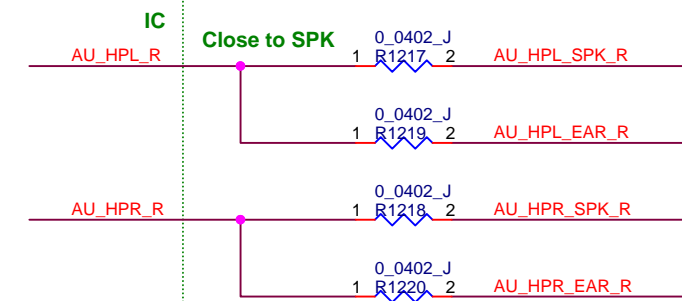 IC
Close to SPK
0_0402_J
AU_HPL_R
1 R1217 2
AU_HPL_SPK_R
0_0402_J
1 R1219 2
AU_HPL_EAR_R
0_0402_J
AU_HPR_R
1 R1218 2
AU_HPR_SPK_R
0_0402_J
1 R1220 2
AU_HPR_EAR_R